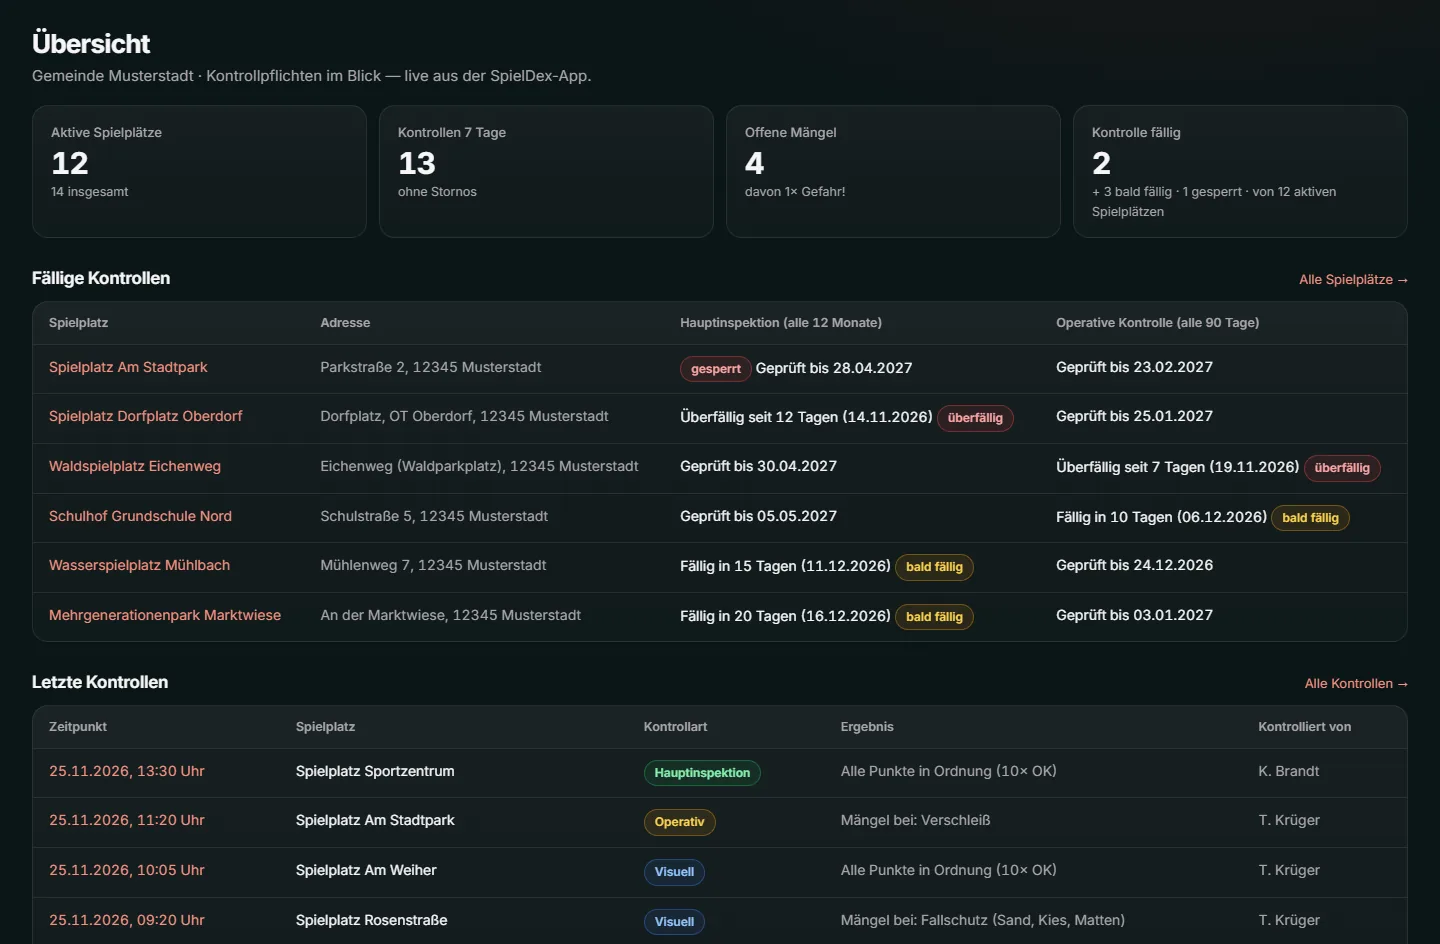 Übersicht
Gemeinde Musterstadt · Kontrollpflichten im Blick — live aus der SpielDex-App.
Aktive Spielplätze
12
14 insgesamt
Kontrollen 7 Tage
13
ohne Stornos
Offene Mängel
4
davon 1× Gefahr!
Kontrolle fällig
2
+ 3 bald fällig · 1 gesperrt · von 12 aktiven
Spielplätzen
Fällige Kontrollen
Alle Spielplätze →
Spielplatz Adresse Hauptinspektion (alle 12 Monate) Operative Kontrolle (alle 90 Tage)
Spielplatz Am Stadtpark Parkstraße 2, 12345 Musterstadt gesperrt Geprüft bis 28.04.2027 Geprüft bis 23.02.2027
Spielplatz Dorfplatz Oberdorf Dorfplatz, OT Oberdorf, 12345 Musterstadt Überfällig seit 12 Tagen (14.11.2026) überfällig Geprüft bis 25.01.2027
Waldspielplatz Eichenweg Eichenweg (Waldparkplatz), 12345 Musterstadt Geprüft bis 30.04.2027 Überfällig seit 7 Tagen (19.11.2026) überfällig
Schulhof Grundschule Nord Schulstraße 5, 12345 Musterstadt Geprüft bis 05.05.2027 Fällig in 10 Tagen (06.12.2026) bald fällig
Wasserspielplatz Mühlbach Mühlenweg 7, 12345 Musterstadt Fällig in 15 Tagen (11.12.2026) bald fällig Geprüft bis 24.12.2026
Mehrgenerationenpark Marktwiese An der Marktwiese, 12345 Musterstadt Fällig in 20 Tagen (16.12.2026) bald fällig Geprüft bis 03.01.2027
Letzte Kontrollen
Alle Kontrollen →
Zeitpunkt Spielplatz Kontrollart Ergebnis Kontrolliert von
25.11.2026, 13:30 Uhr Spielplatz Sportzentrum Hauptinspektion Alle Punkte in Ordnung (10× OK) K. Brandt
25.11.2026, 11:20 Uhr Spielplatz Am Stadtpark Operativ Mängel bei: Verschleiß T. Krüger
25.11.2026, 10:05 Uhr Spielplatz Am Weiher Visuell Alle Punkte in Ordnung (10× OK) T. Krüger
25.11.2026, 09:20 Uhr Spielplatz Rosenstraße Visuell Mängel bei: Fallschutz (Sand, Kies, Matten) T. Krüger